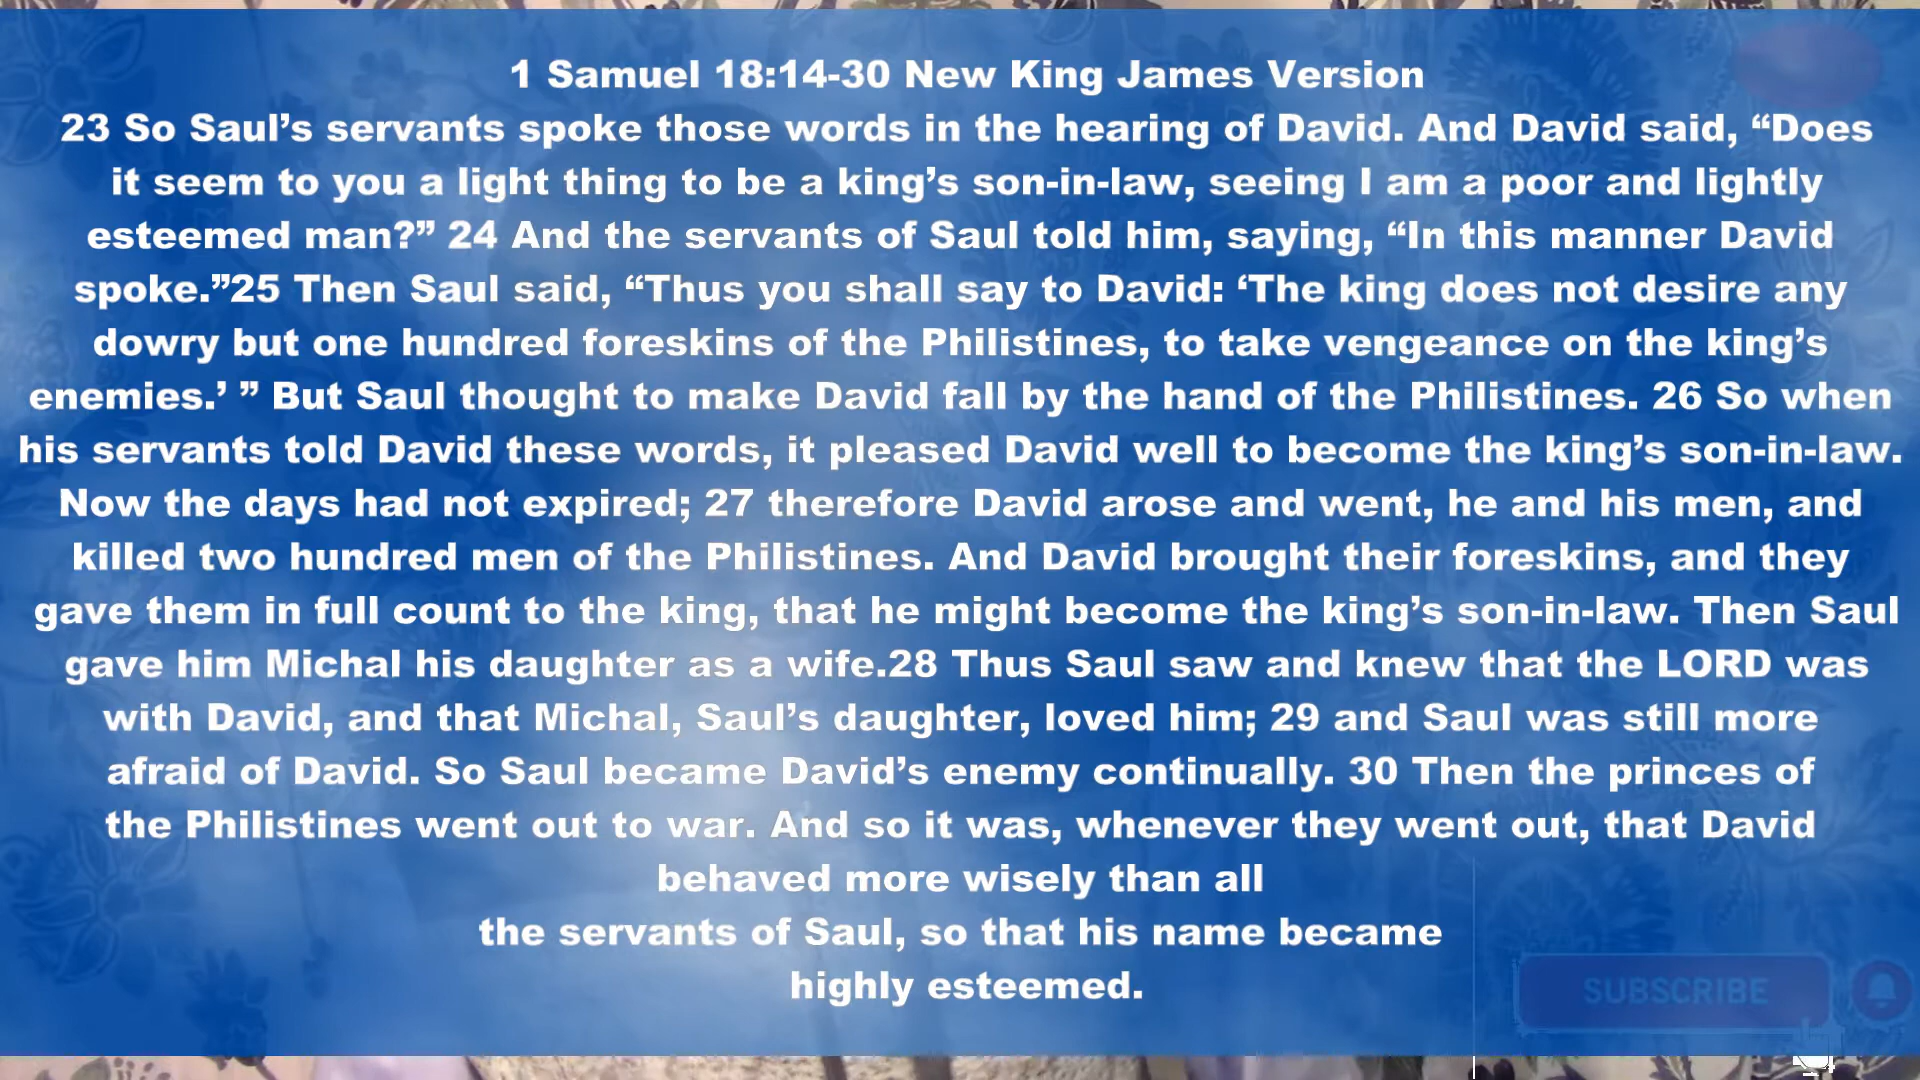 1 Samuel 18:14-30 New King James Version
23 So Saul’s servants spoke those words in the hearing of David. And David said, “Does
it seem to you a light thing to be a king’s son-in-law, seeing I am a poor and lightly
esteemed man?” 24 And the servants of Saul told him, saying, “In this manner David
spoke.”25 Then Saul said, “Thus you shall say to David: ‘The king does not desire any
dowry but one hundred foreskins of the Philistines, to take vengeance on the king’s
enemies.’ ” But Saul thought to make David fall by the hand of the Philistines. 26 So when
his servants told David these words, it pleased David well to become the king’s son-in-law.
Now the days had not expired; 27 therefore David arose and went, he and his men, and
killed two hundred men of the Philistines. And David brought their foreskins, and they
gave them in full count to the king, that he might become the king’s son-in-law. Then Saul
gave him Michal his daughter as a wife.28 Thus Saul saw and knew that the LORD was
with David, and that Michal, Saul’s daughter, loved him; 29 and Saul was still more
afraid of David. So Saul became David’s enemy continually. 30 Then the princes of
the Philistines went out to war. And so it was, whenever they went out, that David
behaved more wisely than all
the servants of Saul, so that his name became
highly esteemed.
SUBSCRIBE